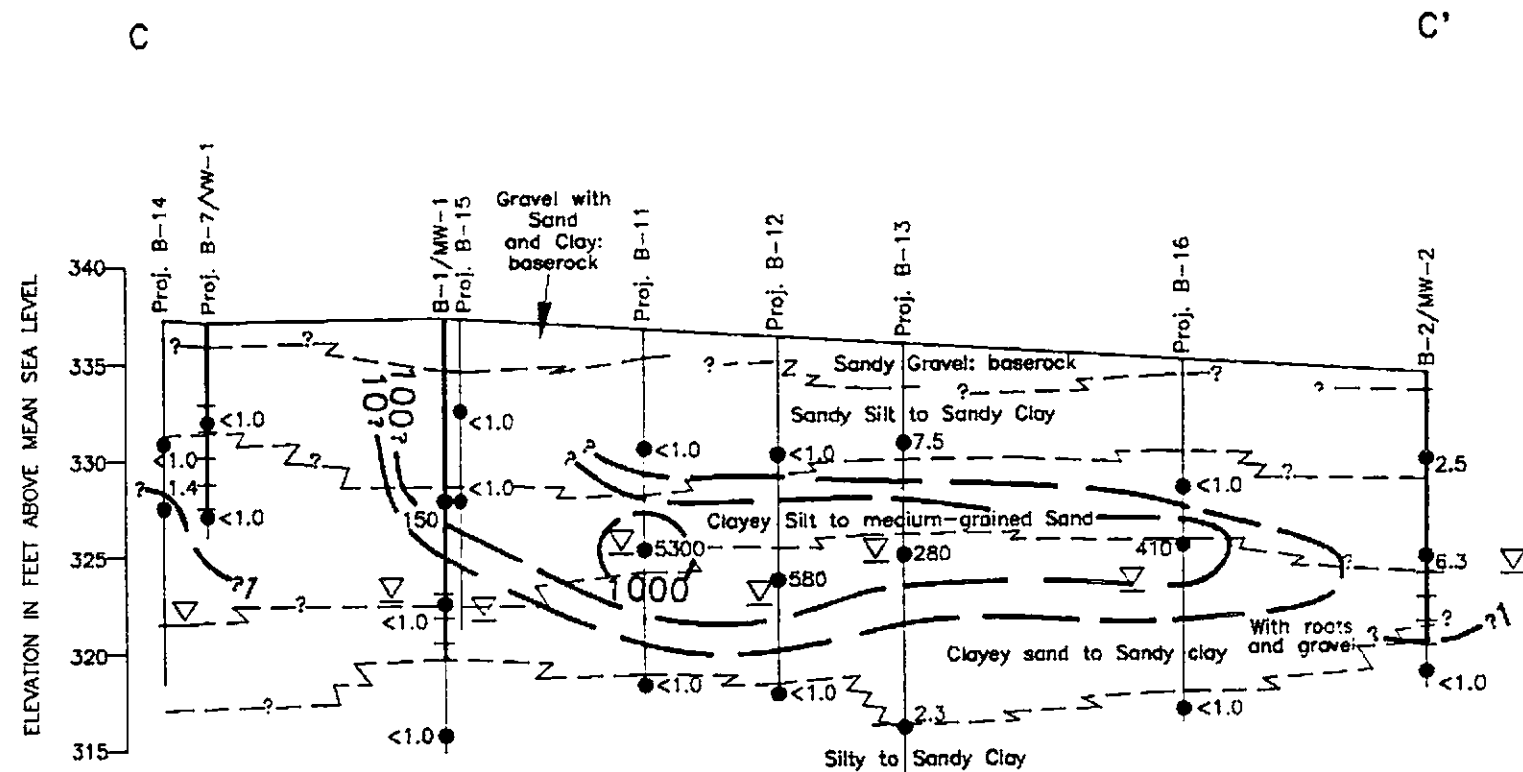 C
C'
ELEVATION IN FEET ABOVE MEAN SEA LEVEL
340
335
330
325
320
315
Proj. B-14
Proj. B-7/VW-1
B-1/MW-1
Proj. B-15
Gravel with
Sand
and Clay:
baserock
Proj. B-11
Proj. B-12
Proj. B-13
Proj. B-16
B-2/MW-2
?
?
?
?
?
?
Sandy Gravel: baserock
Sandy Silt to Sandy Clay
10?
100?
<1.0
<1.0
<1.0
<1.0
7.5
2.5
<1.0
?
?
?
?
1.4
?
<1.0
<1.0
<1.0
150
Clayey Silt to medium-grained Sand
5300
280
410
6.3
?
1000
580
?1
?
<1.0
With roots
and gravel
?
?
?1
Clayey sand to Sandy clay
<1.0
<1.0
<1.0
?
2.3
<1.0
<1.0
Silty to Sandy Clay